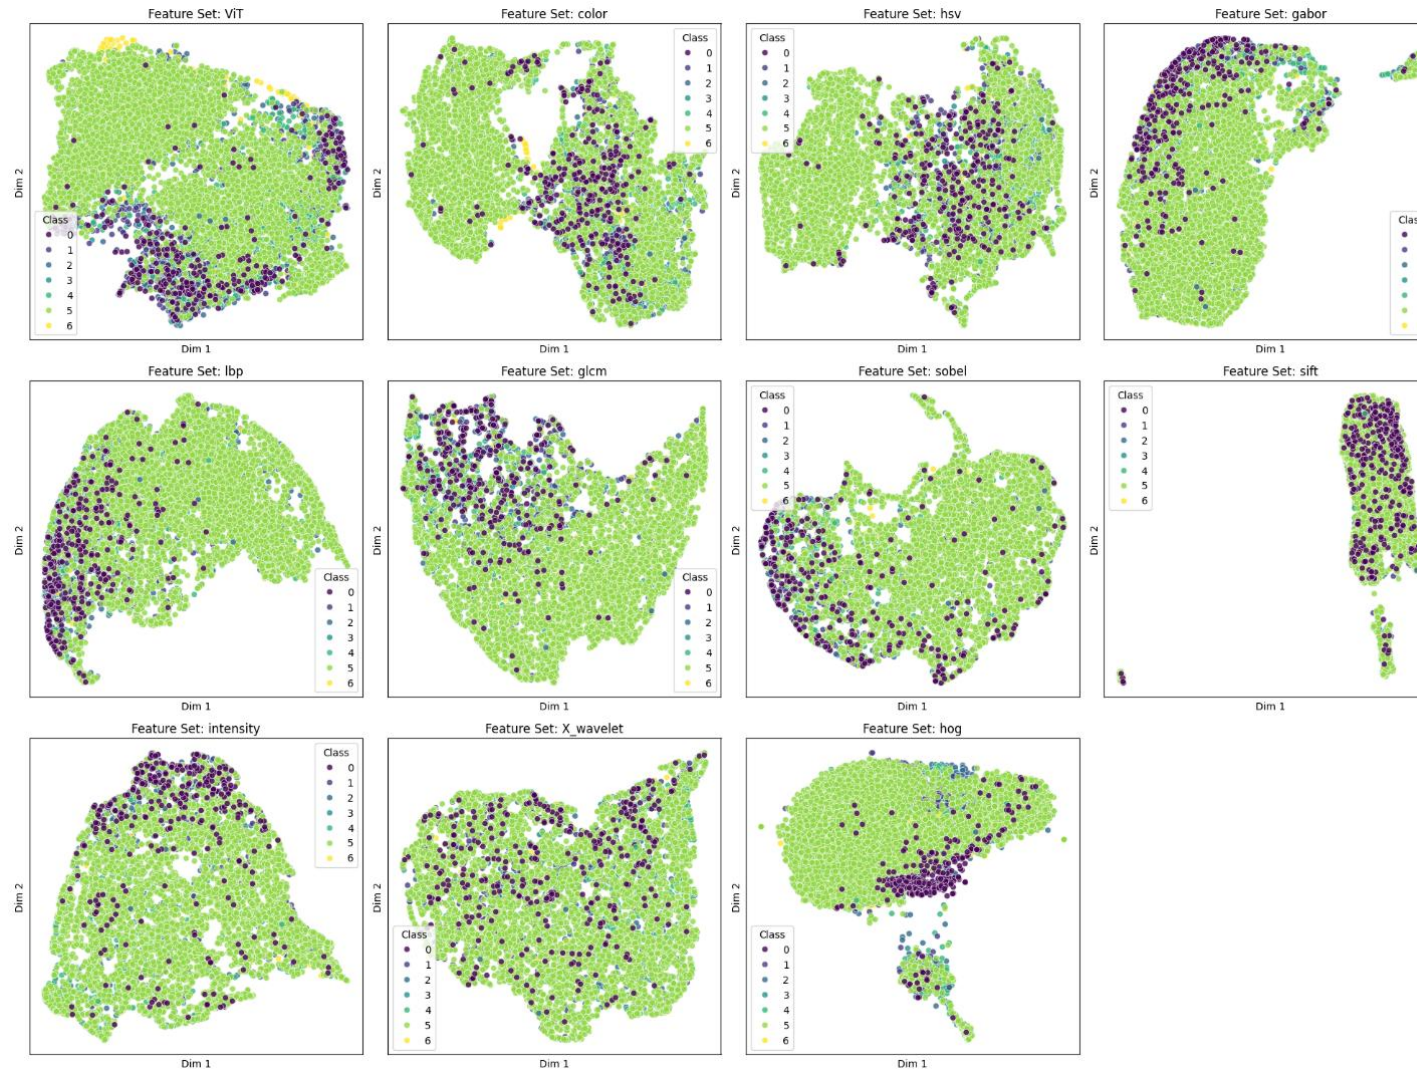 Feature Set: ViT
Dim 2
Class
0
1
2
3
4
5
6
Dim 1
Feature Set: color
Dim 2
Class
0
1
2
3
4
5
6
Dim 1
Feature Set: hsv
Dim 2
Class
0
1
2
3
4
5
6
Dim 1
Feature Set: gabor
Dim 2
Clas
Dim 1
Feature Set: lbp
Dim 2
Class
0
1
2
3
4
5
6
Dim 1
Feature Set: glcm
Dim 2
Class
0
1
2
3
4
5
6
Dim 1
Feature Set: sobel
Dim 2
Class
0
1
2
3
4
5
6
Dim 1
Feature Set: sift
Dim 2
Class
0
1
2
3
4
5
6
Dim 1
Feature Set: intensity
Dim 2
Class
0
1
2
3
4
5
6
Dim 1
Feature Set: X_wavelet
Dim 2
Class
0
1
2
3
4
5
6
Dim 1
Feature Set: hog
Dim 2
Class
0
1
2
3
4
5
6
Dim 1